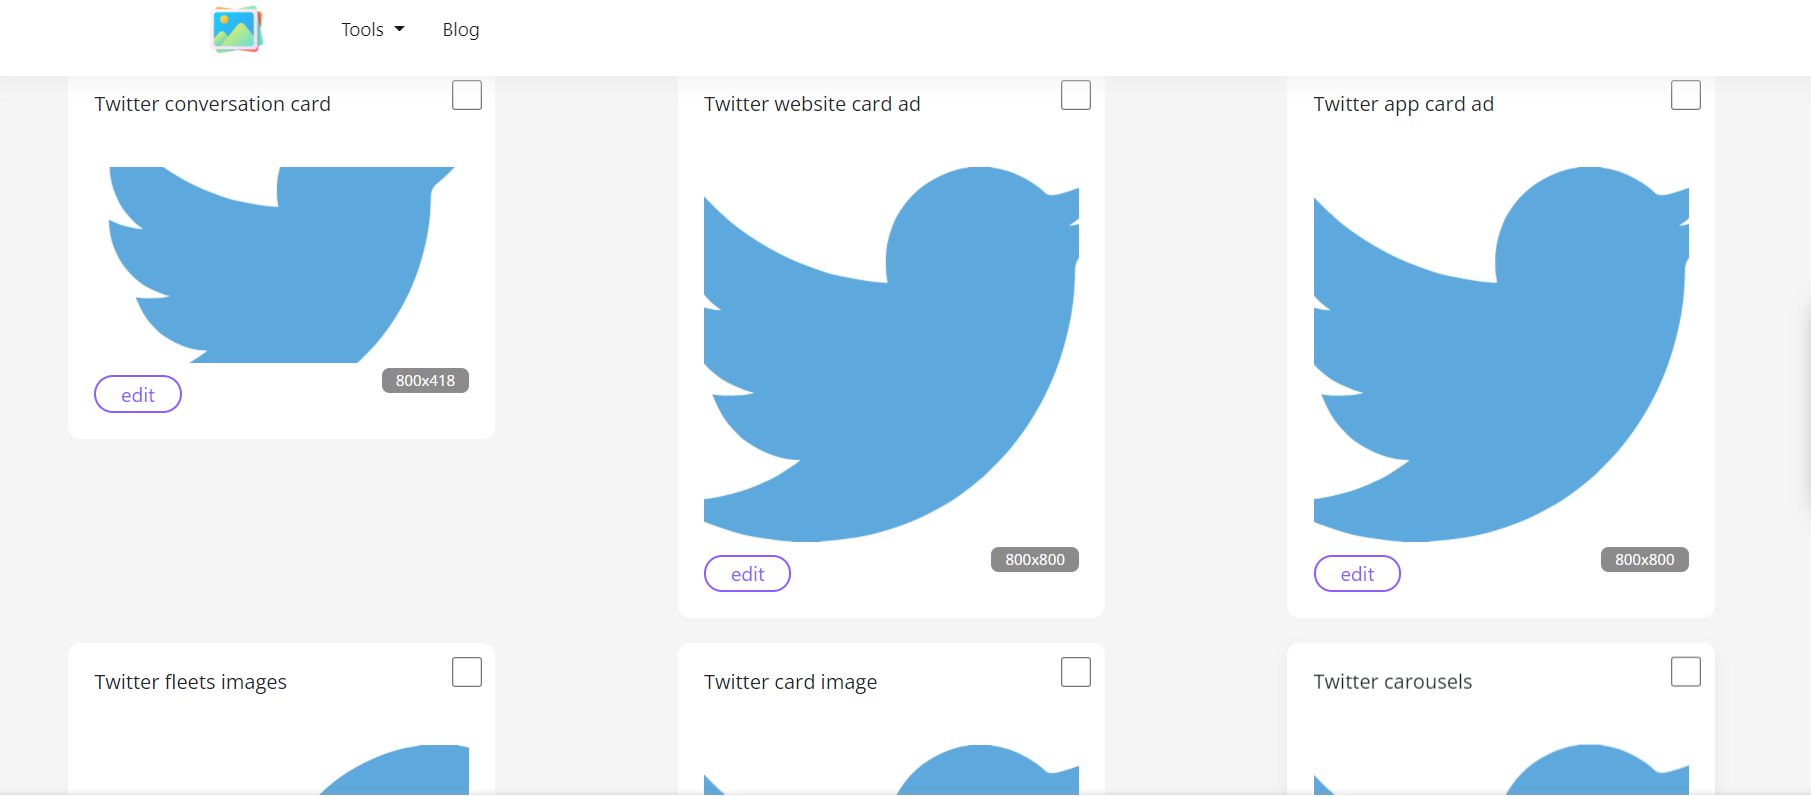 Tools
Blog
Twitter conversation card
Twitter website card ad
Twitter app card ad
800x418
edit
800x800
edit
800x800
edit
Twitter fleets images
Twitter card image
Twitter carousels